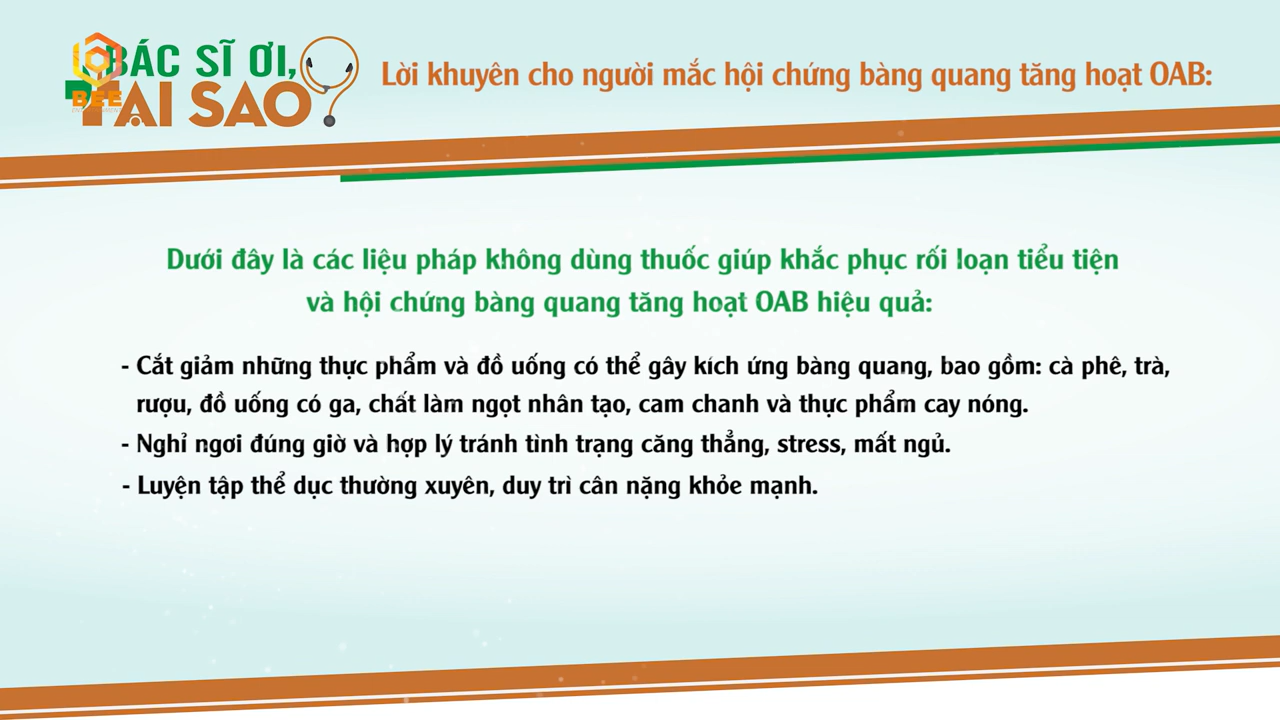 BÁC SĨ ƠI,
TẠI SAO
BEE
Lời khuyên cho người mắc hội chứng bàng quang tăng hoạt OAB:
Dưới đây là các liệu pháp không dùng thuốc giúp khắc phục rối loạn tiểu tiện
và hội chứng bàng quang tăng hoạt OAB hiệu quả:
- Cắt giảm những thực phẩm và đồ uống có thể gây kích ứng bàng quang, bao gồm: cà phê, trà,
rượu, đồ uống có ga, chất làm ngọt nhân tạo, cam chanh và thực phẩm cay nóng.
- Nghỉ ngơi đúng giờ và hợp lý tránh tình trạng căng thẳng, stress, mất ngủ.
- Luyện tập thể dục thường xuyên, duy trì cân nặng khỏe mạnh.